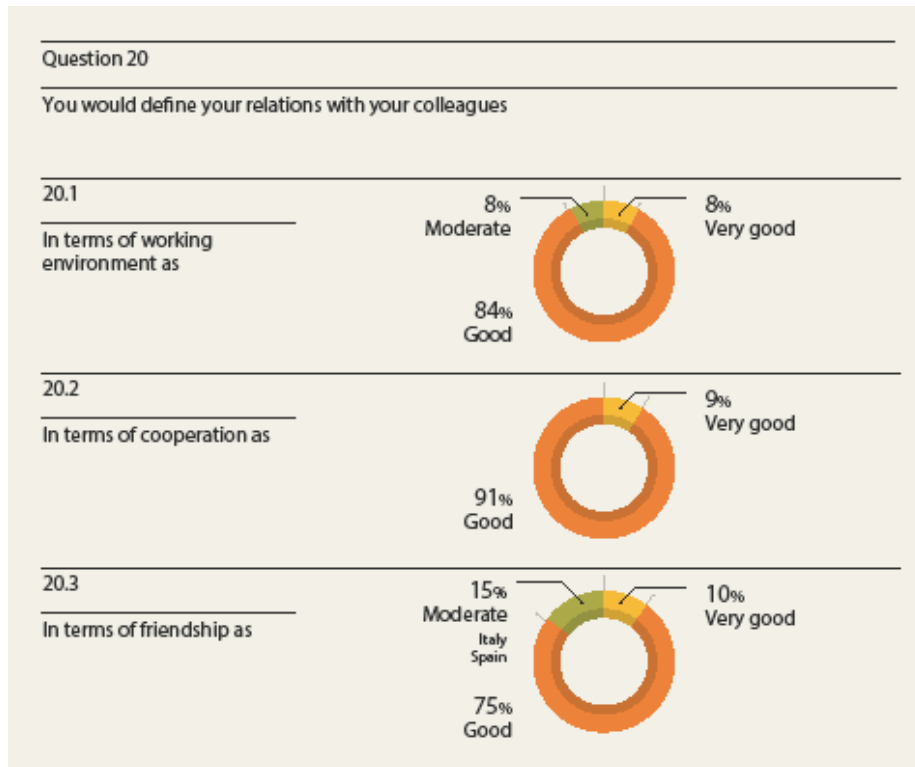 Question 20
You would define your relations with your colleagues
20.1
In terms of working
environment as
8%
Moderate
8%
Very good
84%
Good
20.2
In terms of cooperation as
9%
Very good
91%
Good
20.3
In terms of friendship as
15%
Moderate
Italy
Spain
10%
Very good
75%
Good